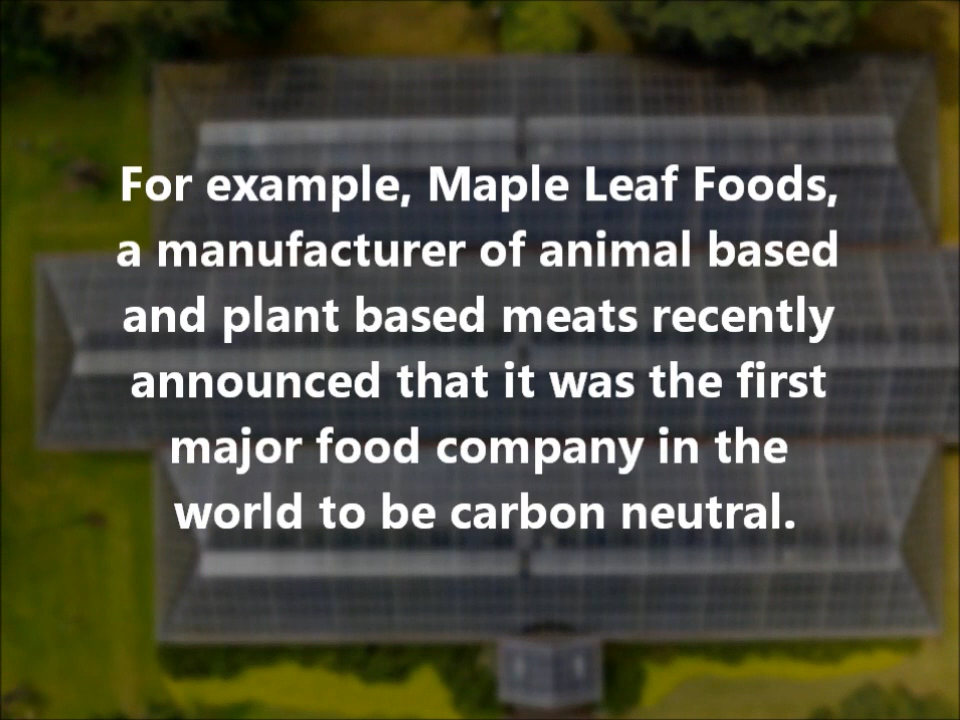 For example, Maple Leaf Foods,
a manufacturer of animal based
and plant based meats recently
announced that it was the first
major food company in the
world to be carbon neutral.